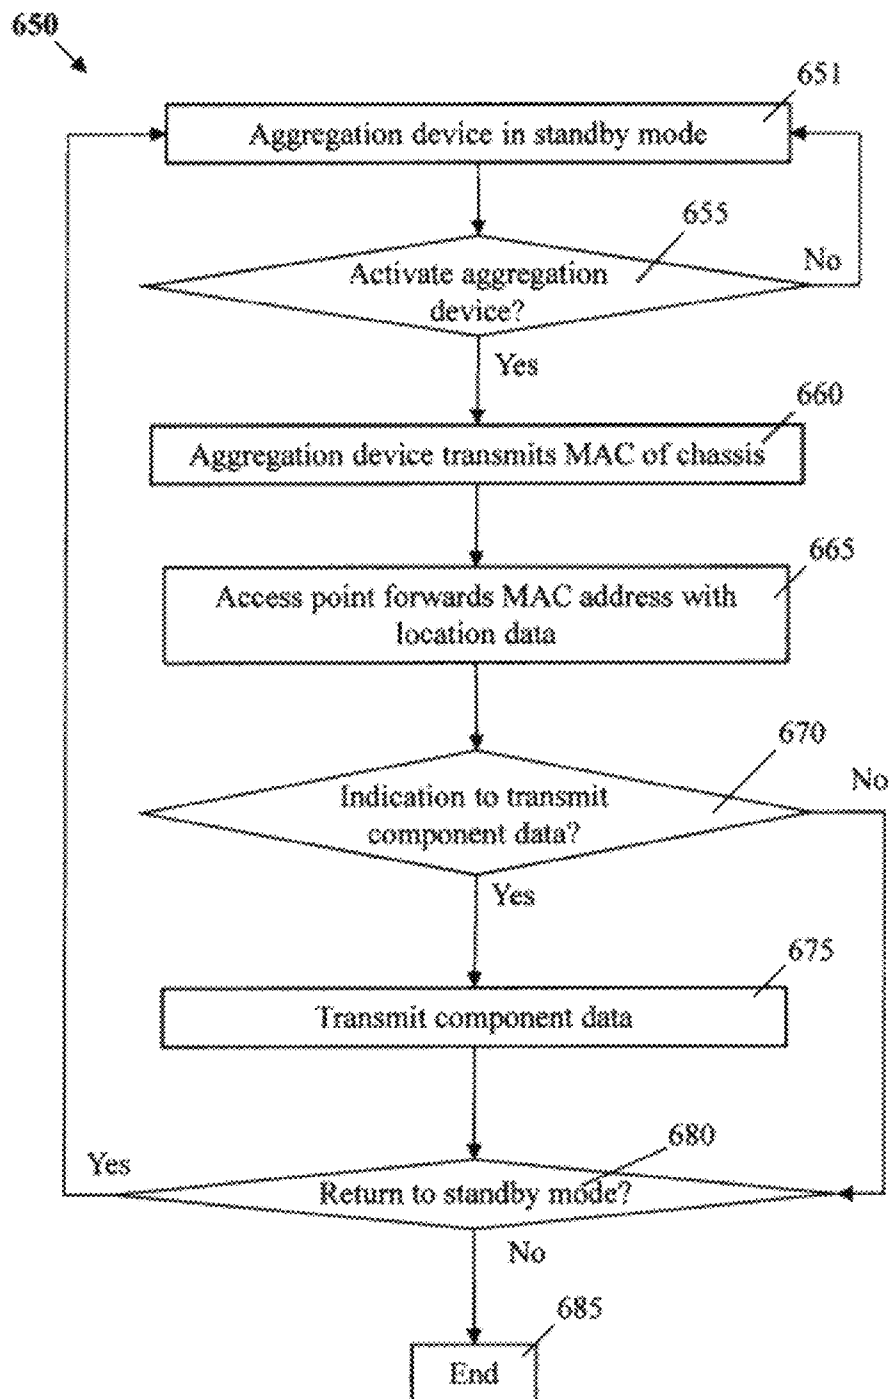 650
651
Aggregation device in standby mode
655
Activate aggregation
device?
No
Yes
660
Aggregation device transmits MAC of chassis
665
Access point forwards MAC address with
location data
670
No
Indication to transmit
component data?
Yes
675
Transmit component data
680
Yes
Return to standby mode?
No
685
End